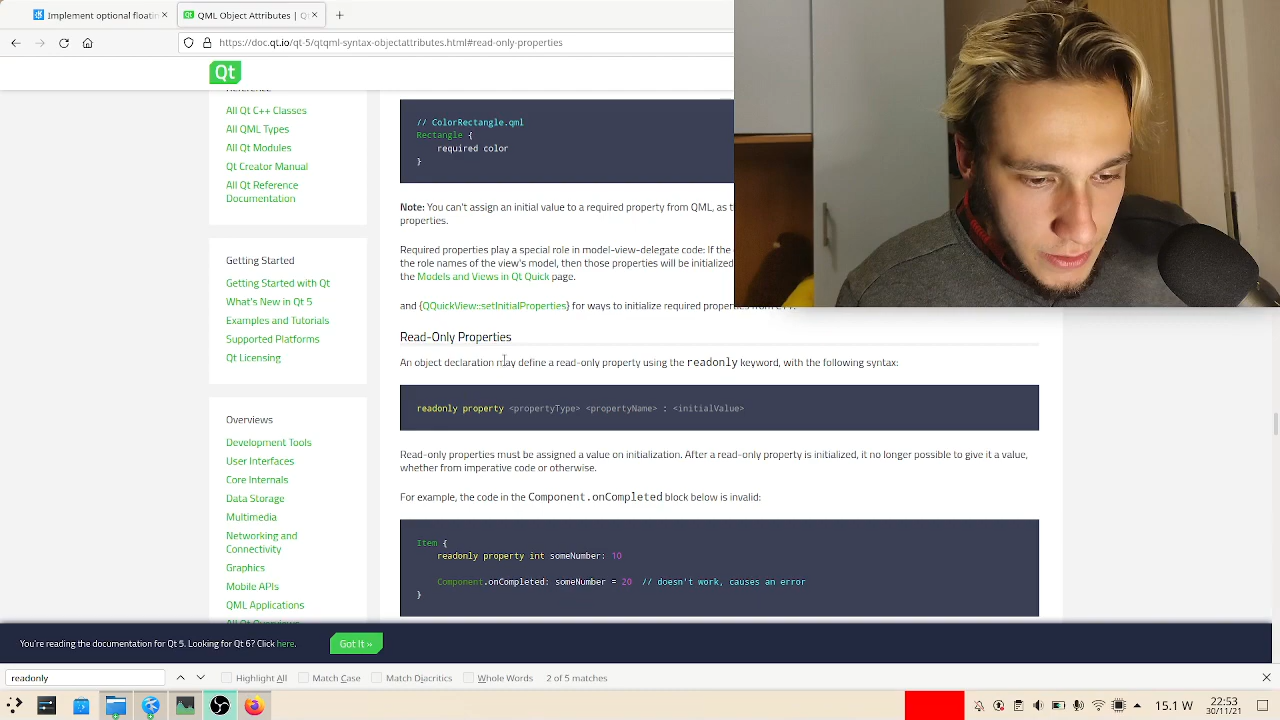 Implement optional floatin
QML Object Attributes | Q
https://doc.qt.io/qt-5/qtqml-syntax-objectattributes.html#read-only-properties
Qt
All Qt C++ Classes
All QML Types
All Qt Modules
Qt Creator Manual
All Qt Reference
Documentation
Getting Started
Getting Started with Qt
What's New in Qt 5
Examples and Tutorials
Supported Platforms
Qt Licensing
Overviews
Development Tools
User Interfaces
Core Internals
Data Storage
Multimedia
Networking and
Connectivity
Graphics
Mobile APIs
QML Applications
// ColorRectangle.qml
Rectangle {
required color
}
Note: You can't assign an initial value to a required property from QML, as t
properties.
Required properties play a special role in model-view-delegate code: If the
the role names of the view's model, then those properties will be initialized
the Models and Views in Qt Quick page.
and {QQuickView::setInitialProperties} for ways to initialize required properties from
Read-Only Properties
An object declaration may define a read-only property using the readonly keyword, with the following syntax:
readonly property <propertyType> <propertyName> : <initialValue>
Read-only properties must be assigned a value on initialization. After a read-only property is initialized, it no longer possible to give it a value,
whether from imperative code or otherwise.
For example, the code in the Component.onCompleted block below is invalid:
Item {
readonly property int someNumber: 10
Component.onCompleted: someNumber = 20 // doesn't work, causes an error
}
You're reading the documentation for Qt 5. Looking for Qt 6? Click here.
Got It »
readonly
Highlight All
Match Case
Match Diacritics
Whole Words
2 of 5 matches
15.1 W
22:53
30/11/21